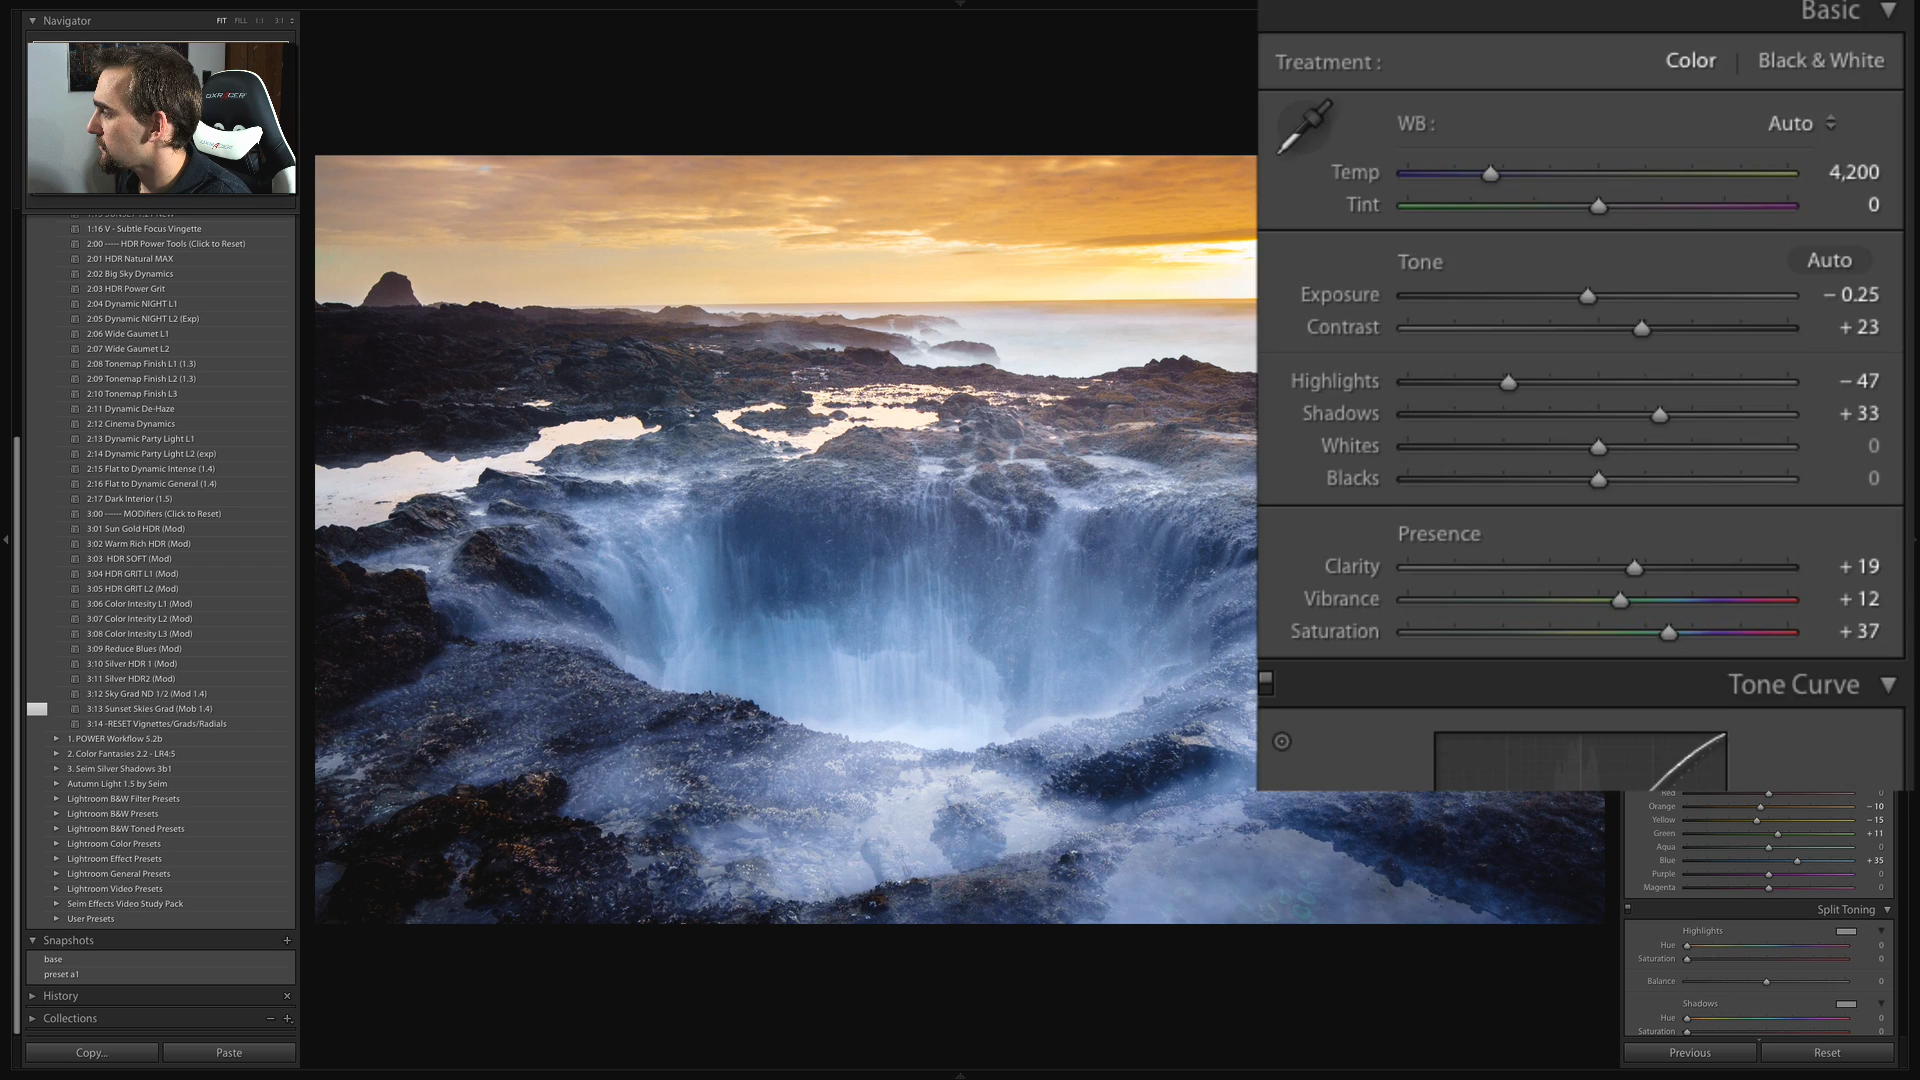 Navigator
FIT FILL 1:1 3:1
DXRACER
1:16 V - Subtle Focus Vingette
2:00 ----- HDR Power Tools (Click to Reset)
2:01 HDR Natural MAX
2:02 Big Sky Dynamics
2:03 HDR Power Grit
2:04 Dynamic NIGHT L1
2:05 Dynamic NIGHT L2 (Exp)
2:06 Wide Gaumet L1
2:07 Wide Gaumet L2
2:08 Tonemap Finish L1 (1.3)
2:09 Tonemap Finish L2 (1.3)
2:10 Tonemap Finish L3
2:11 Dynamic De-Haze
2:12 Cinema Dynamics
2:13 Dynamic Party Light L1
2:14 Dynamic Party Light L2 (exp)
2:15 Flat to Dynamic Intense (1.4)
2:16 Flat to Dynamic General (1.4)
2:17 Dark Interior (1.5)
3:00 ------ MODifiers (Click to Reset)
3:01 Sun Gold HDR (Mod)
3:02 Warm Rich HDR (Mod)
3:03 HDR SOFT (Mod)
3:04 HDR GRIT L1 (Mod)
3:05 HDR GRIT L2 (Mod)
3:06 Color Intesity L1 (Mod)
3:07 Color Intesity L2 (Mod)
3:08 Color Intesity L3 (Mod)
3:09 Reduce Blues (Mod)
3:10 Silver HDR 1 (Mod)
3:11 Silver HDR2 (Mod)
3:12 Sky Grad ND 1/2 (Mod 1.4)
3:13 Sunset Skies Grad (Mob 1.4)
3:14 -RESET Vignettes/Grads/Radials
1. POWER Workflow 5.2b
2. Color Fantasies 2.2 - LR4:5
3. Seim Silver Shadows 3b1
Autumn Light 1.5 by Seim
Lightroom B&W Filter Presets
Lightroom B&W Presets
Lightroom B&W Toned Presets
Lightroom Color Presets
Lightroom Effect Presets
Lightroom General Presets
Lightroom Video Presets
Seim Effects Video Study Pack
User Presets
Snapshots +
base
preset a1
History ×
Collections − +
Copy... Paste
Basic
Treatment : Color | Black & White
WB : Auto
Temp 4,200
Tint 0
Tone Auto
Exposure − 0.25
Contrast + 23
Highlights − 47
Shadows + 33
Whites 0
Blacks 0
Presence
Clarity + 19
Vibrance + 12
Saturation + 37
Tone Curve
Red 0
Orange − 10
Yellow − 15
Green + 11
Aqua 0
Blue + 35
Purple 0
Magenta 0
Split Toning
Highlights
Hue 0
Saturation 0
Balance 0
Shadows
Hue 0
Saturation 0
Previous Reset